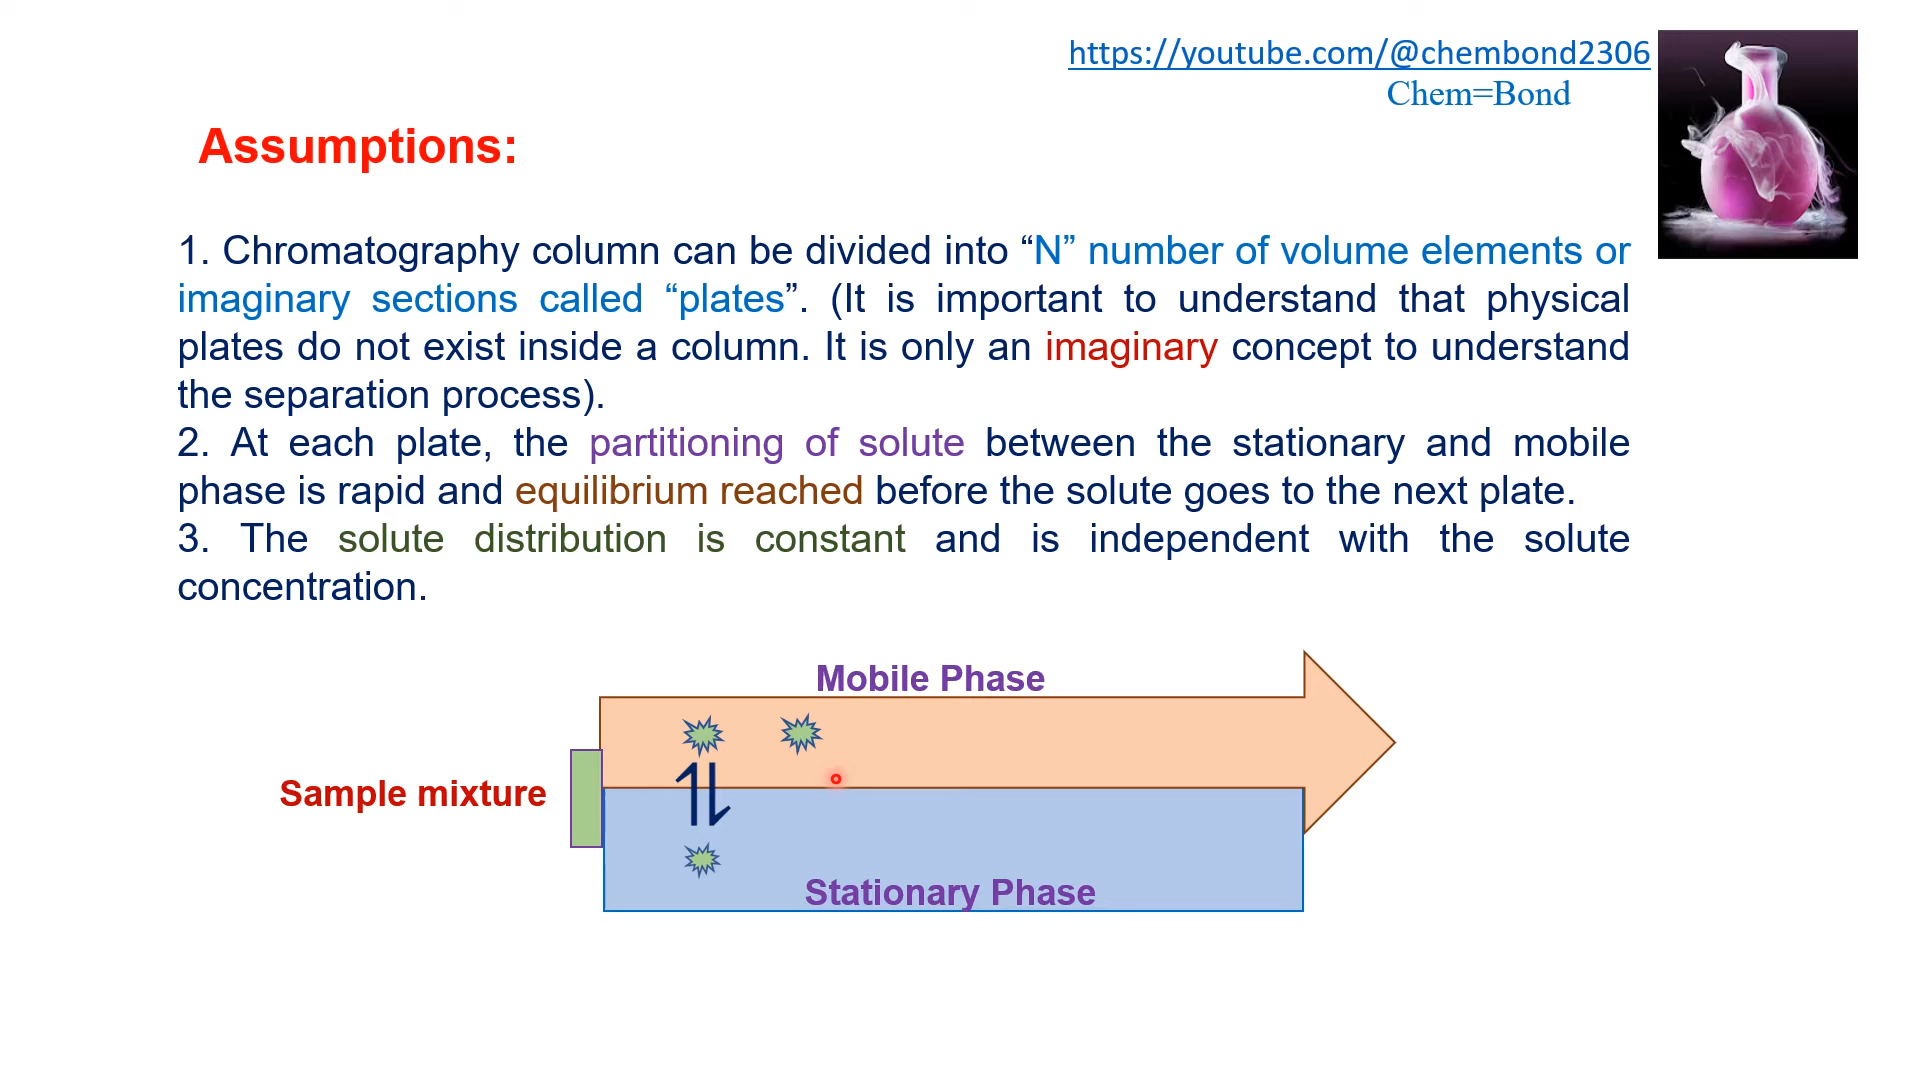 https://youtube.com/@chembond2306
Chem=Bond
Assumptions:
1. Chromatography column can be divided into “N” number of volume elements or
imaginary sections called “plates”. (It is important to understand that physical
plates do not exist inside a column. It is only an imaginary concept to understand
the separation process).
2. At each plate, the partitioning of solute between the stationary and mobile
phase is rapid and equilibrium reached before the solute goes to the next plate.
3. The solute distribution is constant and is independent with the solute
concentration.
Mobile Phase
Sample mixture
Stationary Phase